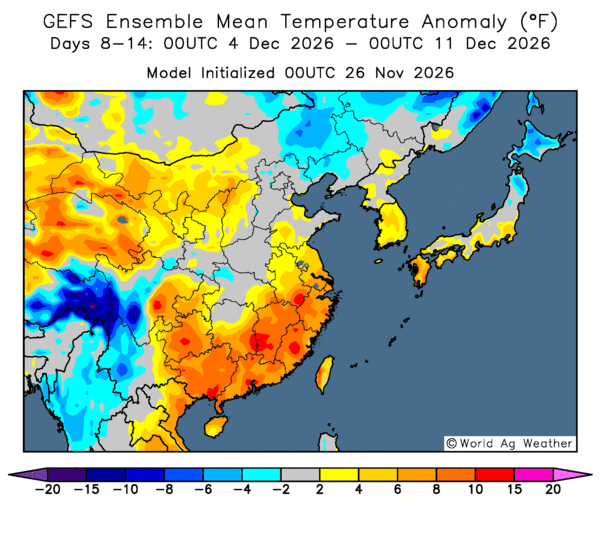 GEFS Ensemble Mean Temperature Anomaly (°F)
Days 8−14: 00UTC 4 Dec 2026 − 00UTC 11 Dec 2026
Model Initialized 00UTC 26 Nov 2026
©World Ag Weather
−20 −15 −10 −8 −6 −4 −2 2 4 6 8 10 15 20